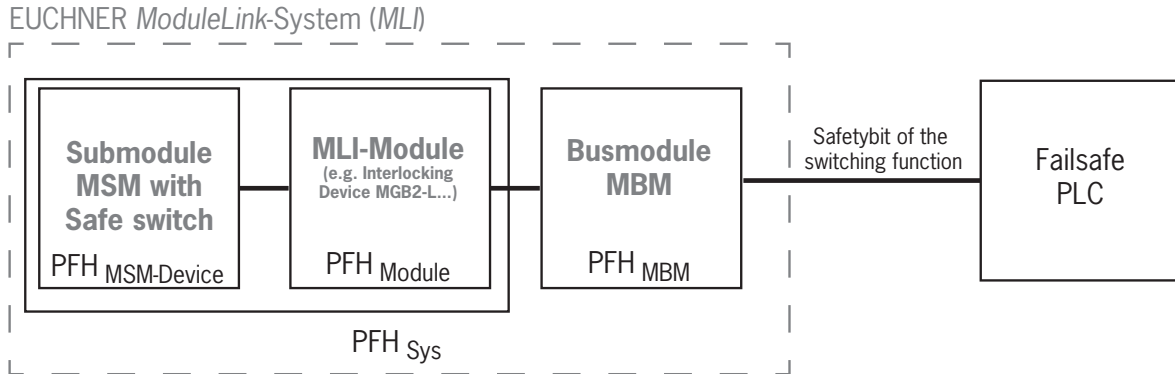 EUCHNER ModuleLink-System (MLI)
Submodule
MSM with
Safe switch
PFH MSM-Device
MLI-Module
(e.g. Interlocking
Device MGB2-L...)
PFH Module
Busmodule
MBM
PFH MBM
PFH Sys
Safetybit of the
switching function
Failsafe
PLC